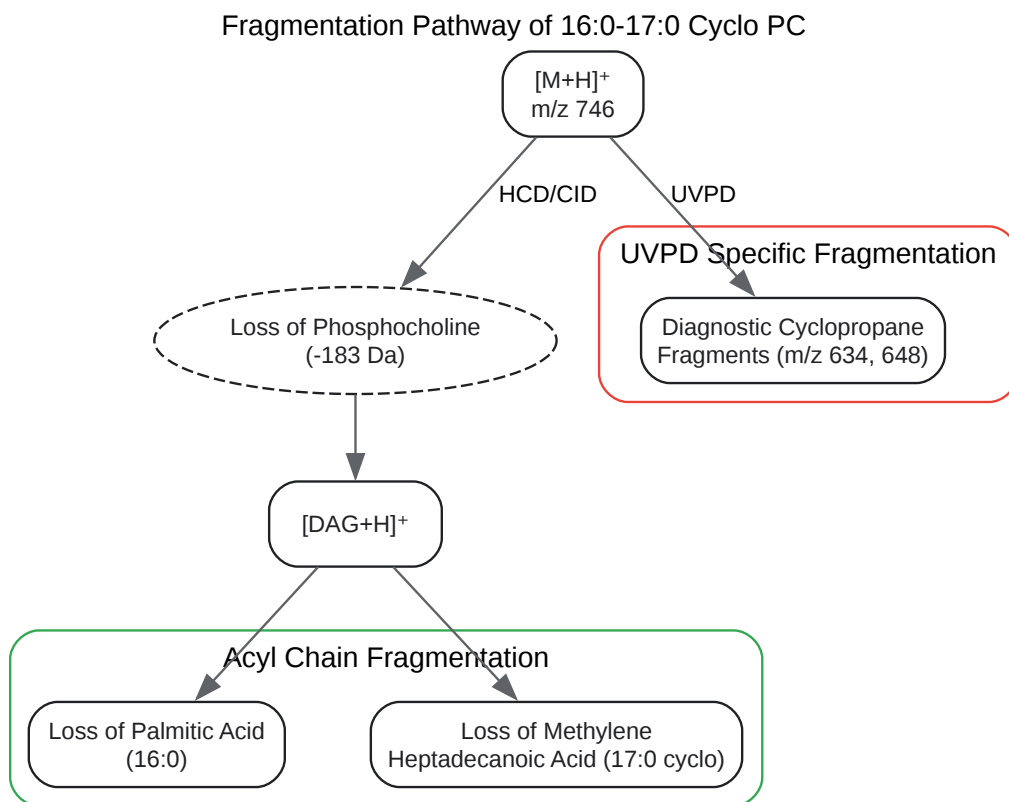 Fragmentation Pathway of 16:0-17:0 Cyclo PC
[M+H]⁺
m/z 746
HCD/CID
UVPD
UVPD Specific Fragmentation
Loss of Phosphocholine
(-183 Da)
Diagnostic Cyclopropane
Fragments (m/z 634, 648)
[DAG+H]⁺
Acyl Chain Fragmentation
Loss of Palmitic Acid
(16:0)
Loss of Methylene
Heptadecanoic Acid (17:0 cyclo)